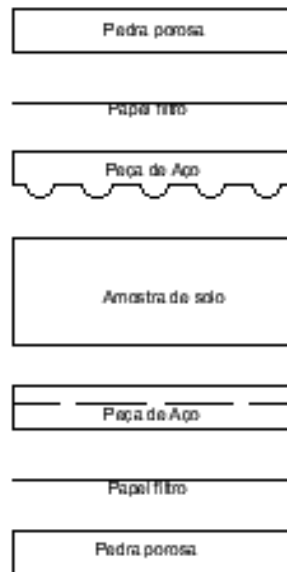 Pedra porosa
Papel filtro
Peça de Aço
Amostra de solo
Peça de Aço
Papel filtro
Pedra porosa